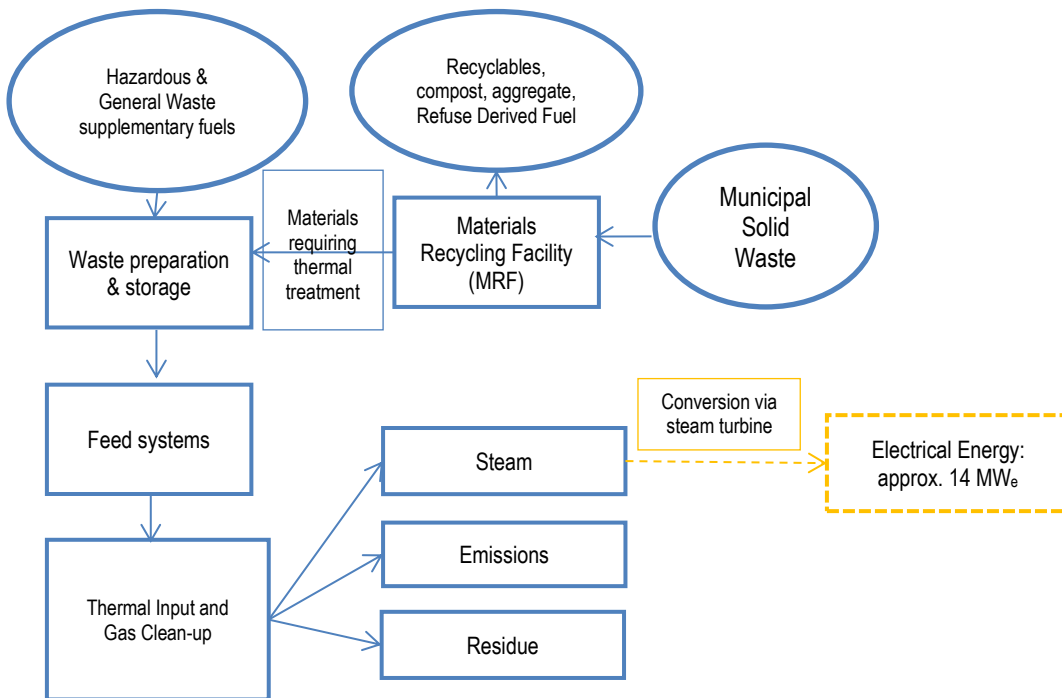 Hazardous &
General Waste
supplementary fuels
Recyclables,
compost, aggregate,
Refuse Derived Fuel
Municipal
Solid
Waste
Materials
Recycling Facility
(MRF)
Materials
requiring
thermal
treatment
Waste preparation
& storage
Feed systems
Thermal Input and
Gas Clean-up
Steam
Conversion via
steam turbine
Electrical Energy:
approx. 14 MWₑ
Emissions
Residue